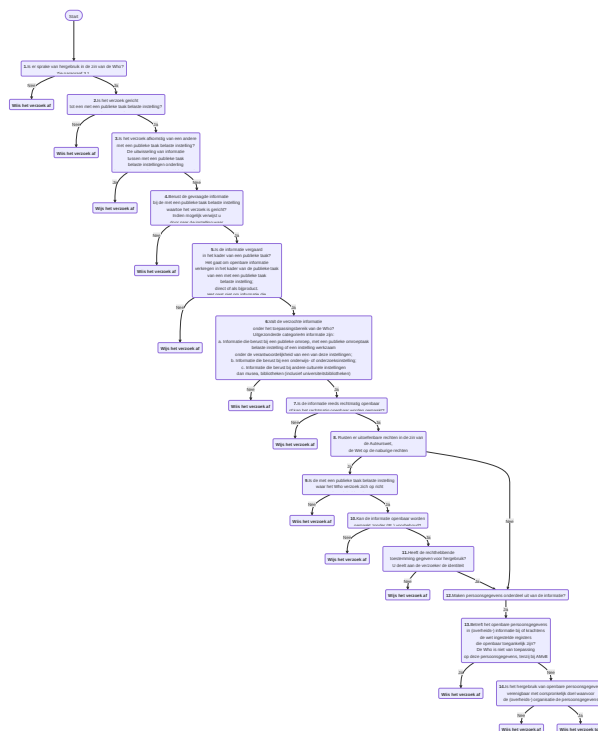 Start
1.Is er sprake van hergebruik in de zin van de Who?
Nee
Ja
Wijs het verzoek af
2.Is het verzoek gericht
tot een met een publieke taak belaste instelling?
Nee
Ja
Wijs het verzoek af
3.Is het verzoek afkomstig van een andere
met een publieke taak belaste instelling?
De uitwisseling van informatie
tussen met een publieke taak
belaste instellingen onderling
Ja
Nee
Wijs het verzoek af
4.Berust de gevraagde informatie
bij de met een publieke taak belaste instelling
waaraan het verzoek is gericht?
Indien mogelijk verwijst u
Nee
Ja
Wijs het verzoek af
5.Is de informatie vergaard
in het kader van een publieke taak?
Het gaat om openbare informatie
verkregen in het kader van de publieke taak
van een met een publieke taak
belaste instelling;
direct of als bijproduct.
Nee
Ja
Wijs het verzoek af
6.Valt de verzochte informatie
onder het toepassingsbereik van de Who?
Uitgezonderde categorieën informatie zijn:
a. Informatie die berust bij een publieke omroep, met een publieke omroeptaak
belaste instelling of een instelling werkzaam
onder de verantwoordelijkheid van een van deze instellingen;
b. Informatie die berust bij een onderwijs- of onderzoeksinstelling;
c. Informatie die berust bij andere culturele instellingen
dan musea, bibliotheken (inclusief universiteitsbibliotheken)
Nee
Ja
Wijs het verzoek af
7.Is de informatie reeds rechtmatig openbaar
Nee
Ja
Wijs het verzoek af
8. Rusten er uitsluitbare rechten in de zin van
de Auteurswet,
de Wet op de naburige rechten
Ja
Nee
9.Is de met een publieke taak belaste instelling
waar het Who verzoek zich op richt
Nee
Ja
Wijs het verzoek af
10.Kan de informatie openbaar worden
Nee
Ja
Wijs het verzoek af
11.Heeft de rechthebbende
toestemming gegeven voor hergebruik?
U deelt aan de verzoeker de identiteit
Nee
Ja
Wijs het verzoek af
12.Maken persoonsgegevens onderdeel uit van de informatie?
Ja
13.Betreft het openbare persoonsgegevens
in (overheids-) informatie bij of krachtens
de wet ingestelde registers
die openbaar toegankelijk zijn?
De Who is niet van toepassing
op deze persoonsgegevens, tenzij bij AMvB
Ja
Nee
Wijs het verzoek af
14.Is het hergebruik van openbare persoonsgegevens
verenigbaar met oorspronkelijk doel waarvoor
de (overheids-) organisatie de persoonsgegevens
Nee
Ja
Wijs het verzoek af
Wijs het verzoek